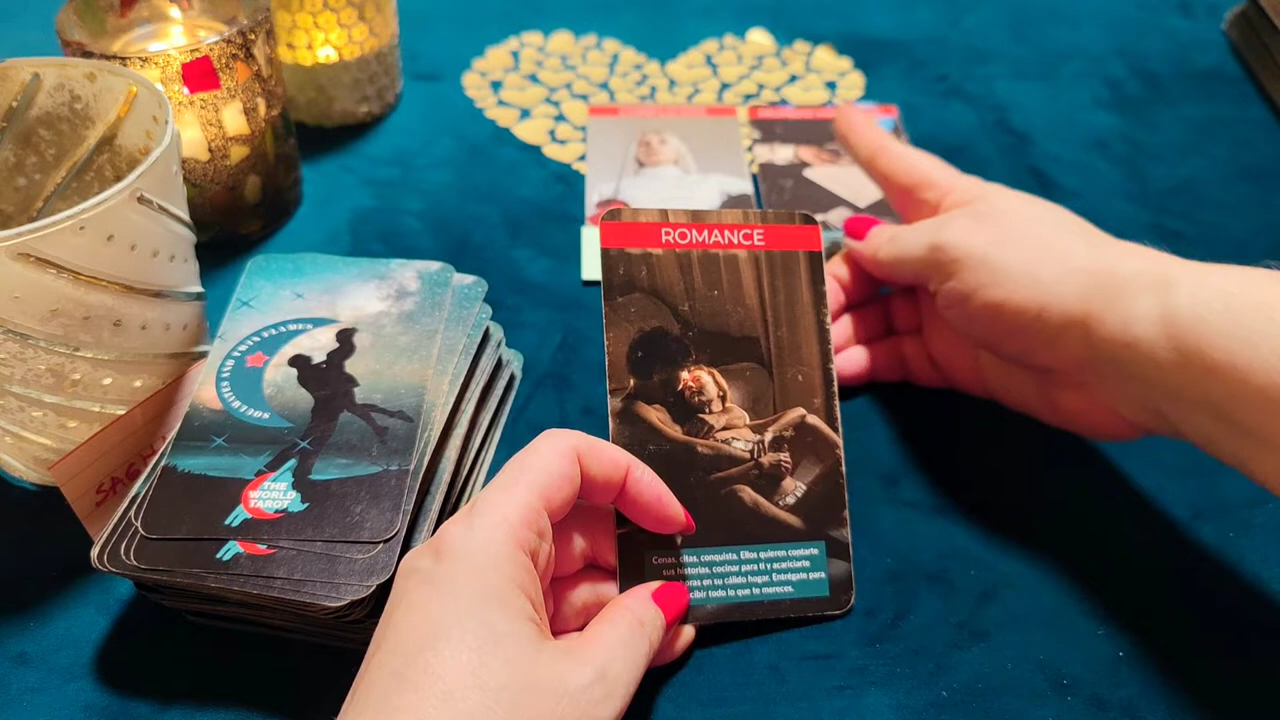 ROMANCE
Cenas, citas, conquista. Ellos quieren contarte
sus historias, cocinar para ti y acariciarte
horas en su cálido hogar. Entrégate para
todo lo que te mereces.
SOULMATES AND TWIN FLAMES
THE
WORLD
TAROT